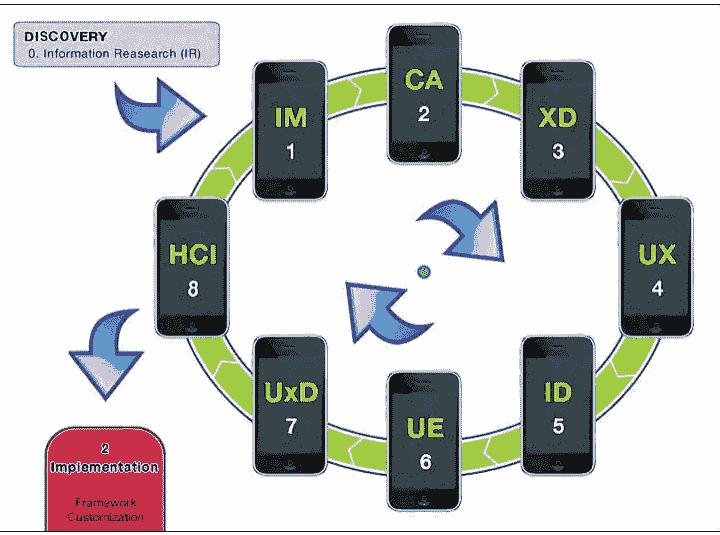 DISCOVERY
0. Information Reasearch (IR)
IM
1
CA
2
XD
3
UX
4
ID
5
UE
6
UxD
7
HCI
8
2
Implementation
Framework
Customization